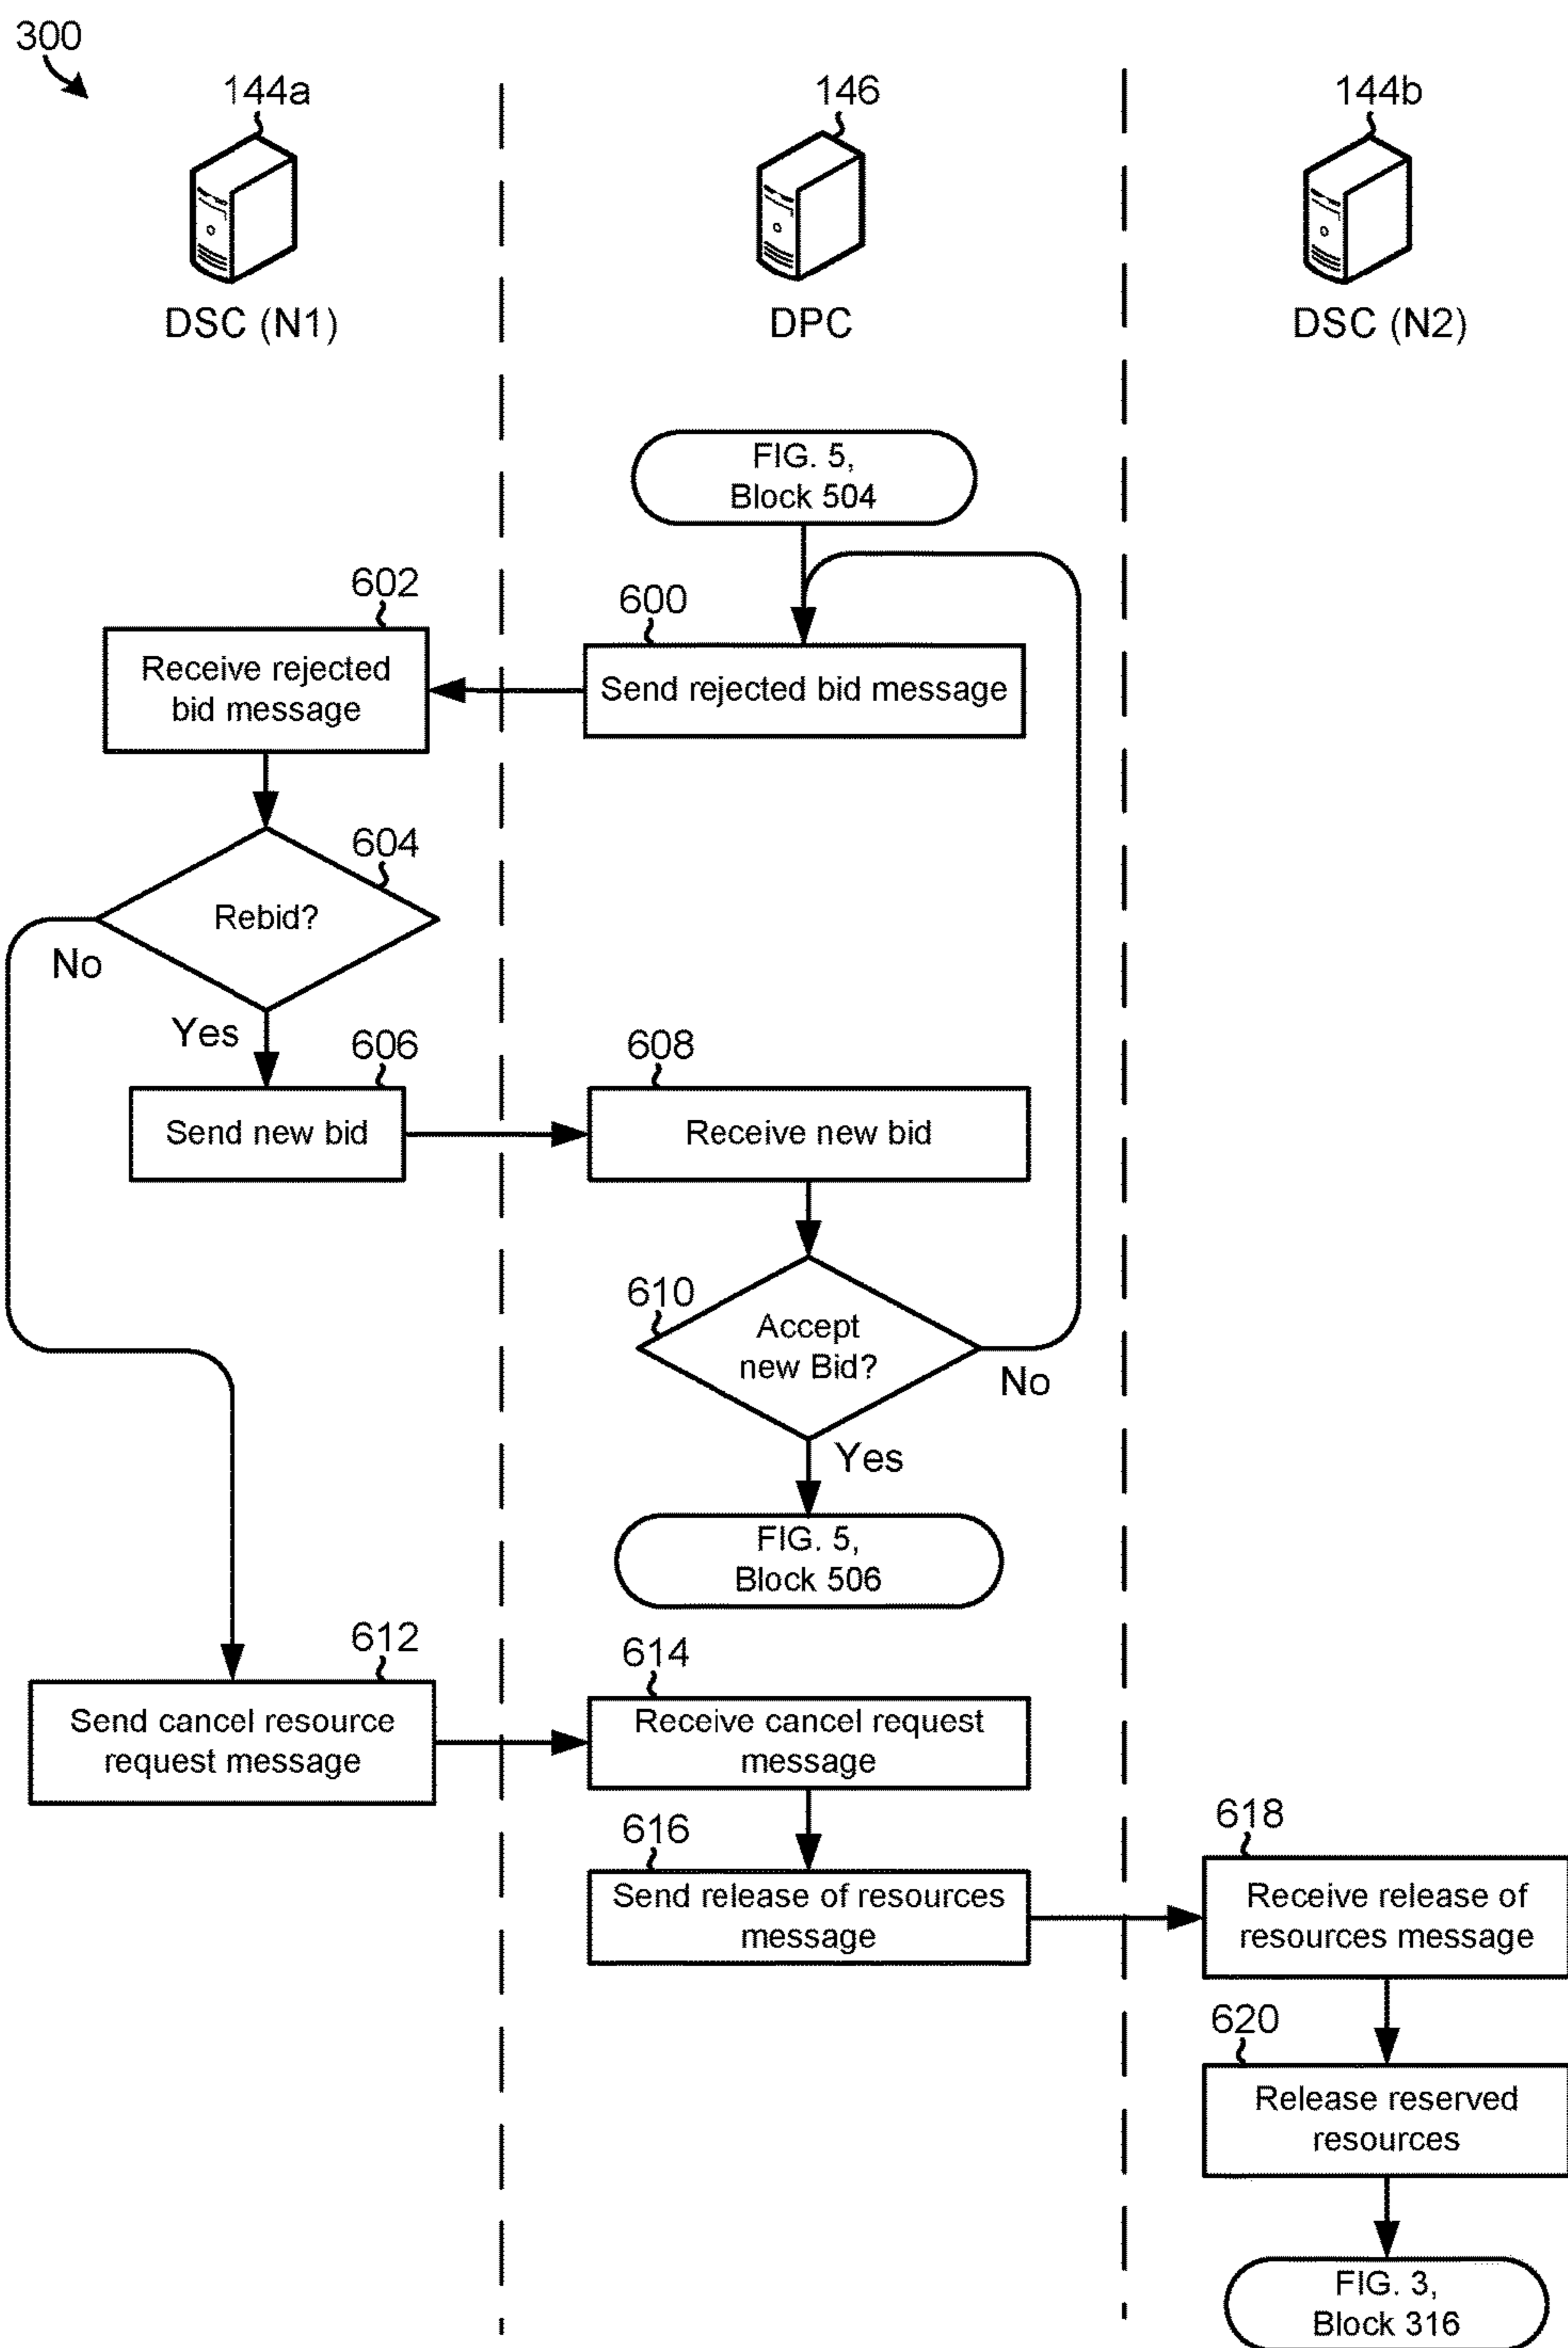 300
144a
146
144b
DSC (N1)
DPC
DSC (N2)
FIG. 5,
Block 504
602
600
Receive rejected
bid message
Send rejected bid message
604
Rebid?
No
Yes
606
608
Send new bid
Receive new bid
610
Accept
new Bid?
No
Yes
FIG. 5,
Block 506
612
614
Send cancel resource
request message
Receive cancel request
message
616
618
Send release of resources
message
Receive release of
resources message
620
Release reserved
resources
FIG. 3,
Block 316